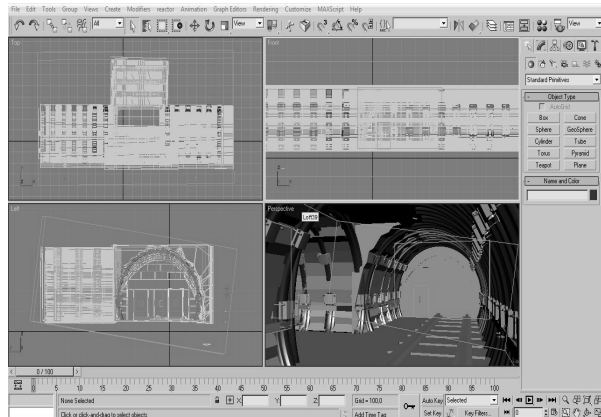 File Edit Tools Group Views Create Modifiers reactor Animation Graph Editors Rendering Customize MAXScript Help
All View View
Top
Front
Left
Perspective
Loft39
Standard Primitives
- Object Type
AutoGrid
Box Cone
Sphere GeoSphere
Cylinder Tube
Torus Pyramid
Teapot Plane
- Name and Color
< 0 / 100 >
0 5 10 15 20 25 30 35 40 45 50 55 60 65 70 75 80 85 90 95 100
None Selected X: Y: Z: Grid = 100,0 Auto Key Selected
Click or click-and-drag to select objects Add Time Tag Set Key Key Filters... 0